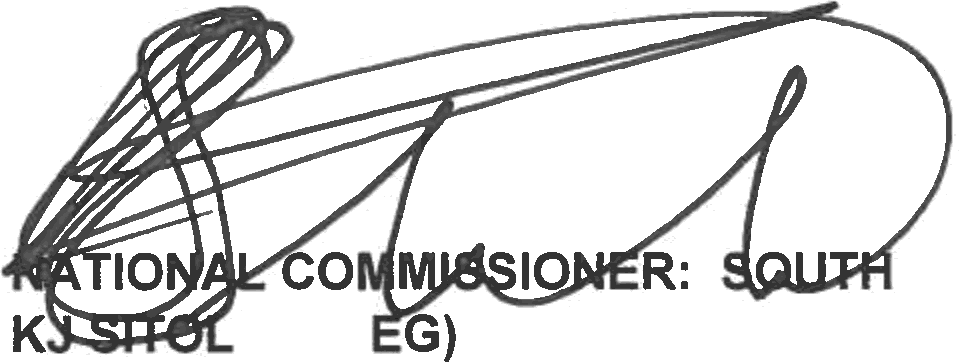 NATIONAL COMMISSIONER: SOUTH
KJ SITOL EG)